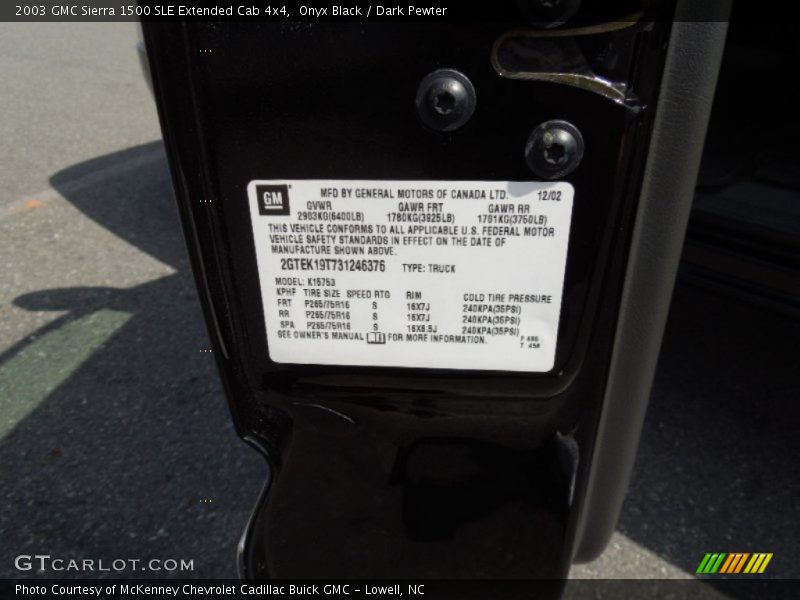 2003 GMC Sierra 1500 SLE Extended Cab 4x4, Onyx Black / Dark Pewter
GM MFD BY GENERAL MOTORS OF CANADA LTD. 12/02
GVWR GAWR FRT GAWR RR
2903KG(6400LB) 1780KG(3925LB) 1701KG(3750LB)
THIS VEHICLE CONFORMS TO ALL APPLICABLE U.S. FEDERAL MOTOR
VEHICLE SAFETY STANDARDS IN EFFECT ON THE DATE OF
MANUFACTURE SHOWN ABOVE.
2GTEK19T731246376 TYPE: TRUCK
MODEL: K15753
KPHF TIRE SIZE SPEED RTG RIM COLD TIRE PRESSURE
FRT P265/75R16 S 16X7J 240KPA(35PSI)
RR P265/75R16 S 16X7J 240KPA(35PSI)
SPA P265/75R16 S 16X6.5J 240KPA(35PSI)
SEE OWNER'S MANUAL FOR MORE INFORMATION.
GTCARLOT.COM
Photo Courtesy of McKenney Chevrolet Cadillac Buick GMC - Lowell, NC